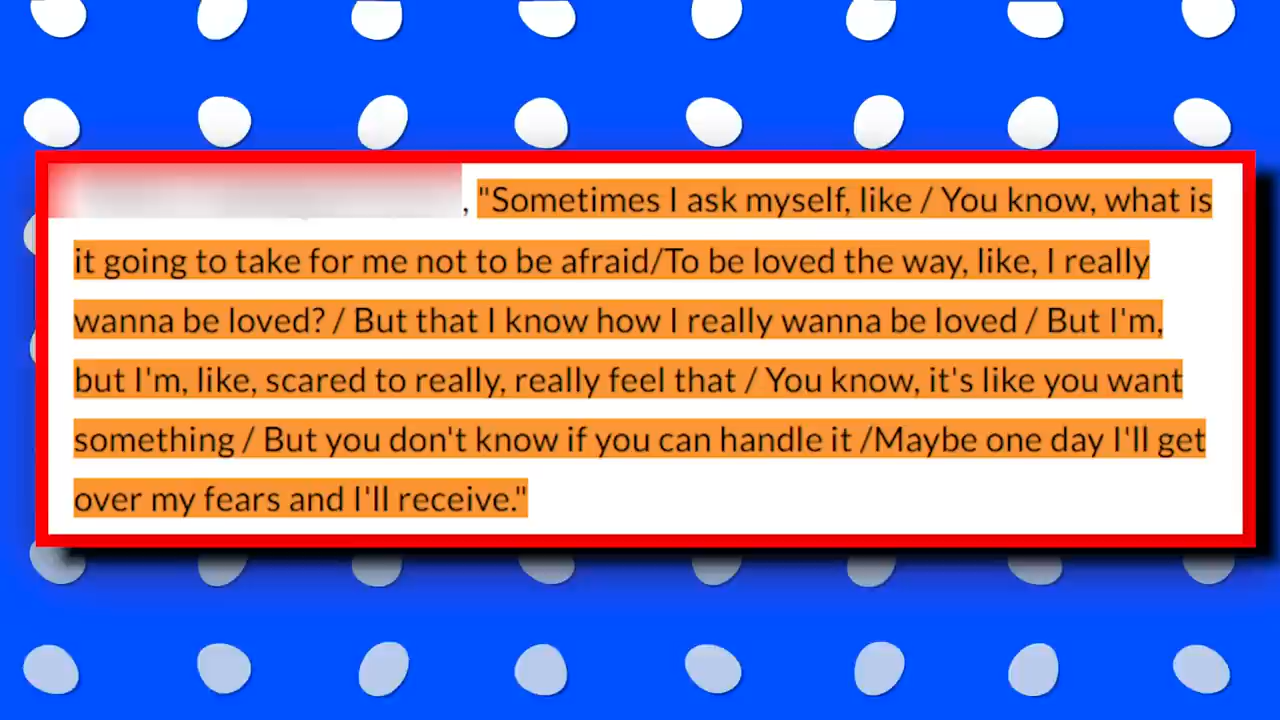 , "Sometimes I ask myself, like / You know, what is
it going to take for me not to be afraid/To be loved the way, like, I really
wanna be loved? / But that I know how I really wanna be loved / But I'm,
but I'm, like, scared to really, really feel that / You know, it's like you want
something / But you don't know if you can handle it /Maybe one day I'll get
over my fears and I'll receive."